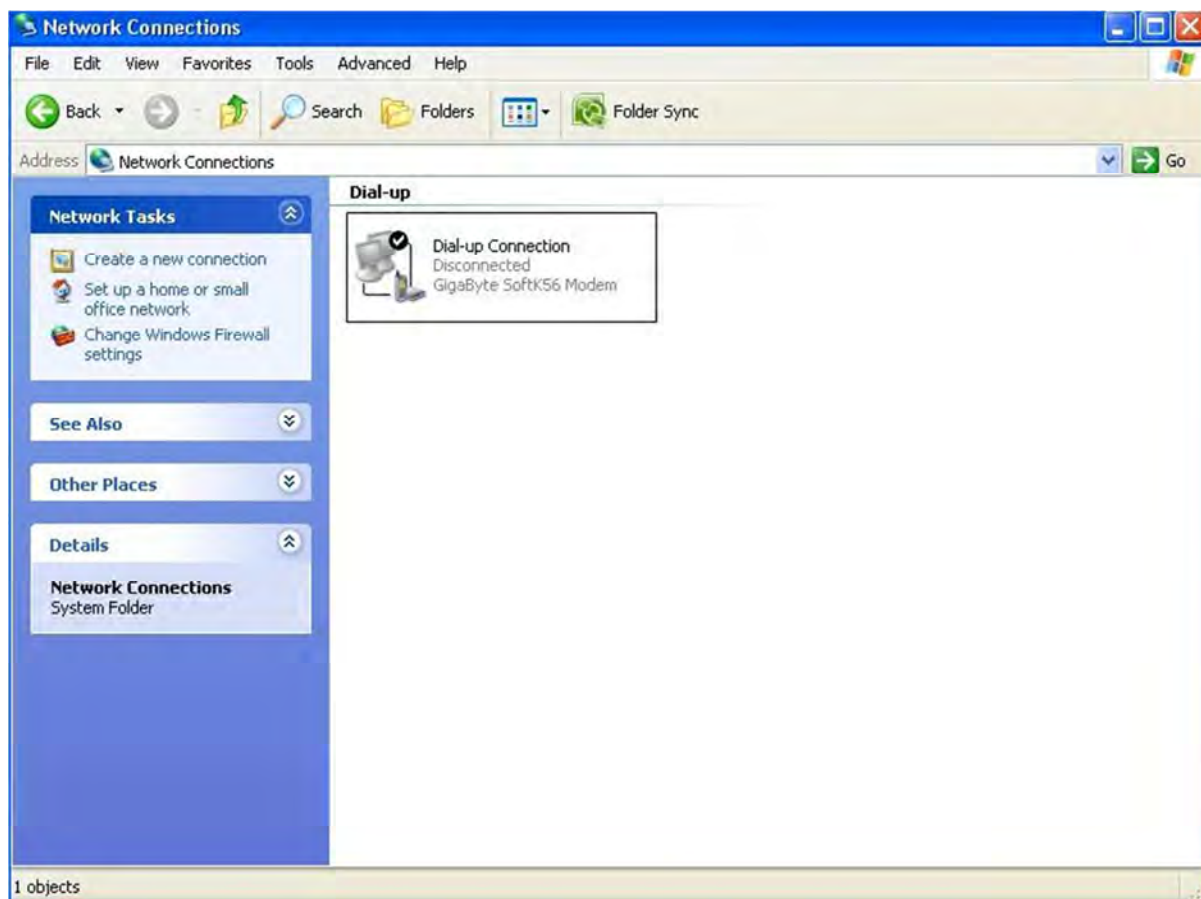 Network Connections
File Edit View Favorites Tools Advanced Help
Back Search Folders Folder Sync
Address Network Connections Go
Network Tasks
Create a new connection
Set up a home or small
office network
Change Windows Firewall
settings
See Also
Other Places
Details
Network Connections
System Folder
Dial-up
Dial-up Connection
Disconnected
GigaByte SoftK56 Modem
1 objects